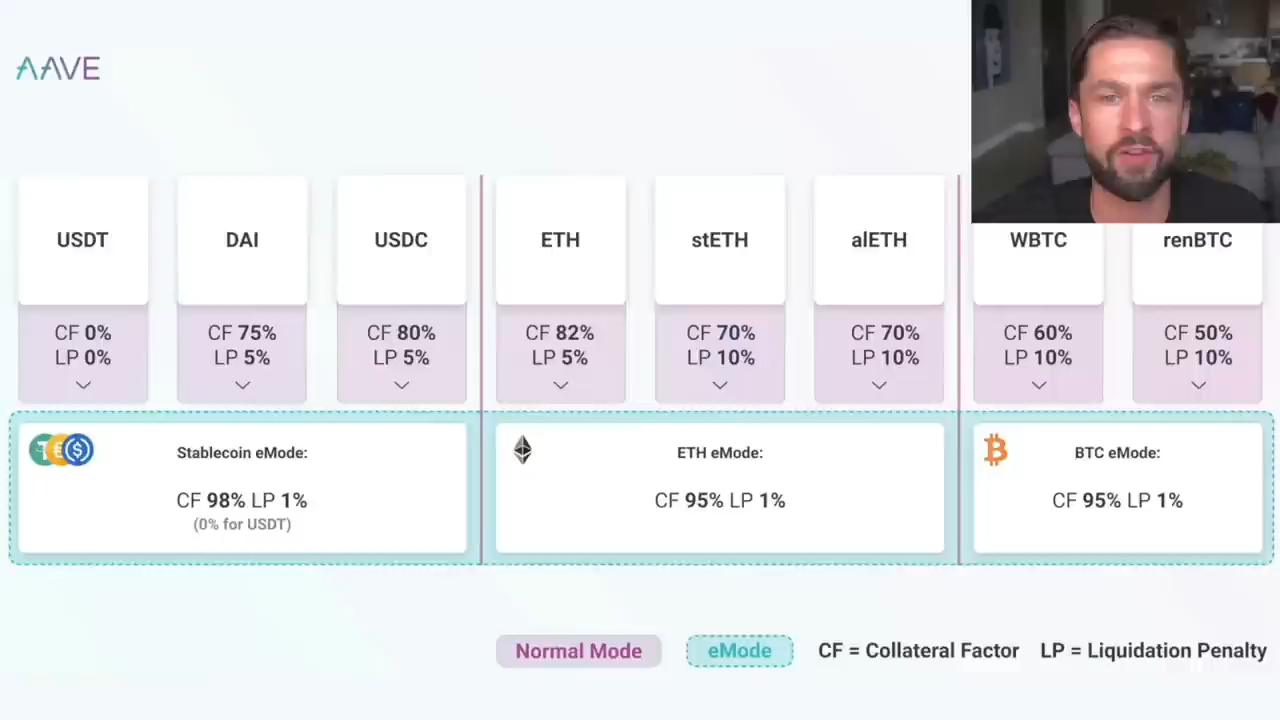 AAVE
USDT
CF 0%
LP 0%
DAI
CF 75%
LP 5%
USDC
CF 80%
LP 5%
ETH
CF 82%
LP 5%
stETH
CF 70%
LP 10%
alETH
CF 70%
LP 10%
WBTC
CF 60%
LP 10%
renBTC
CF 50%
LP 10%
Stablecoin eMode:
CF 98% LP 1%
(0% for USDT)
ETH eMode:
CF 95% LP 1%
BTC eMode:
CF 95% LP 1%
Normal Mode
eMode
CF = Collateral Factor
LP = Liquidation Penalty